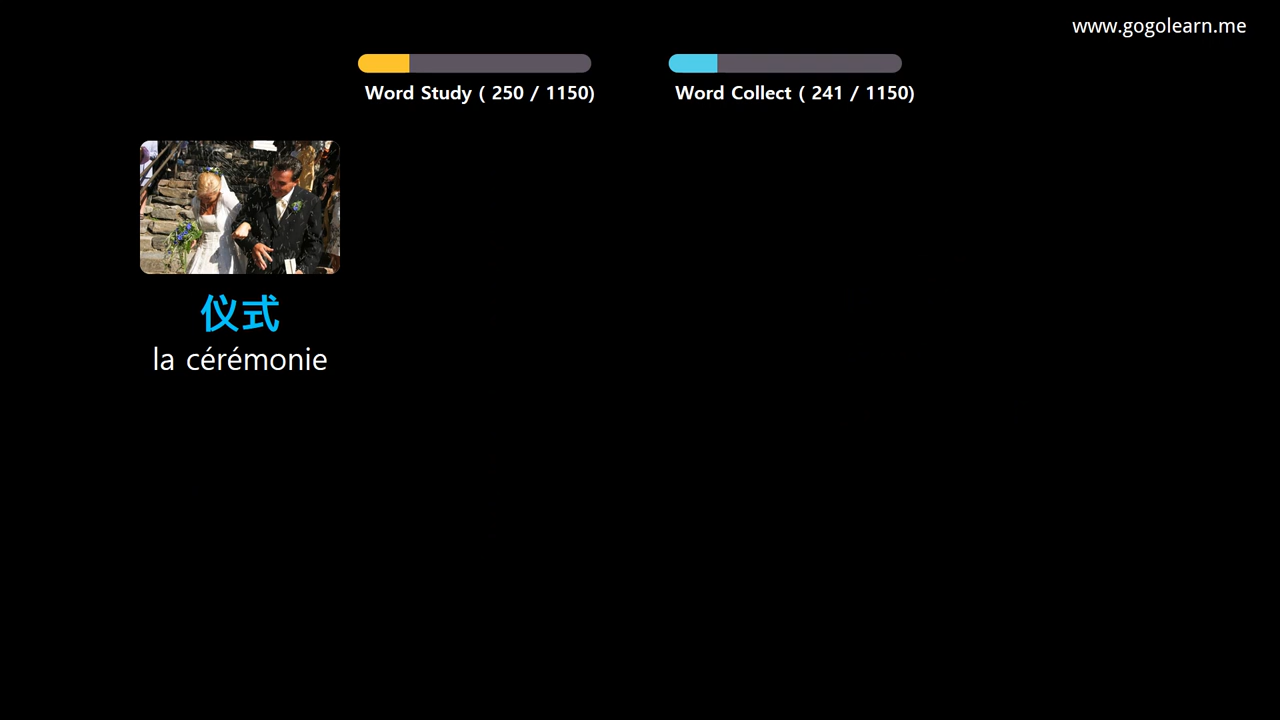 www.gogolearn.me
Word Study ( 250 / 1150)
Word Collect ( 241 / 1150)
仪式
la cérémonie